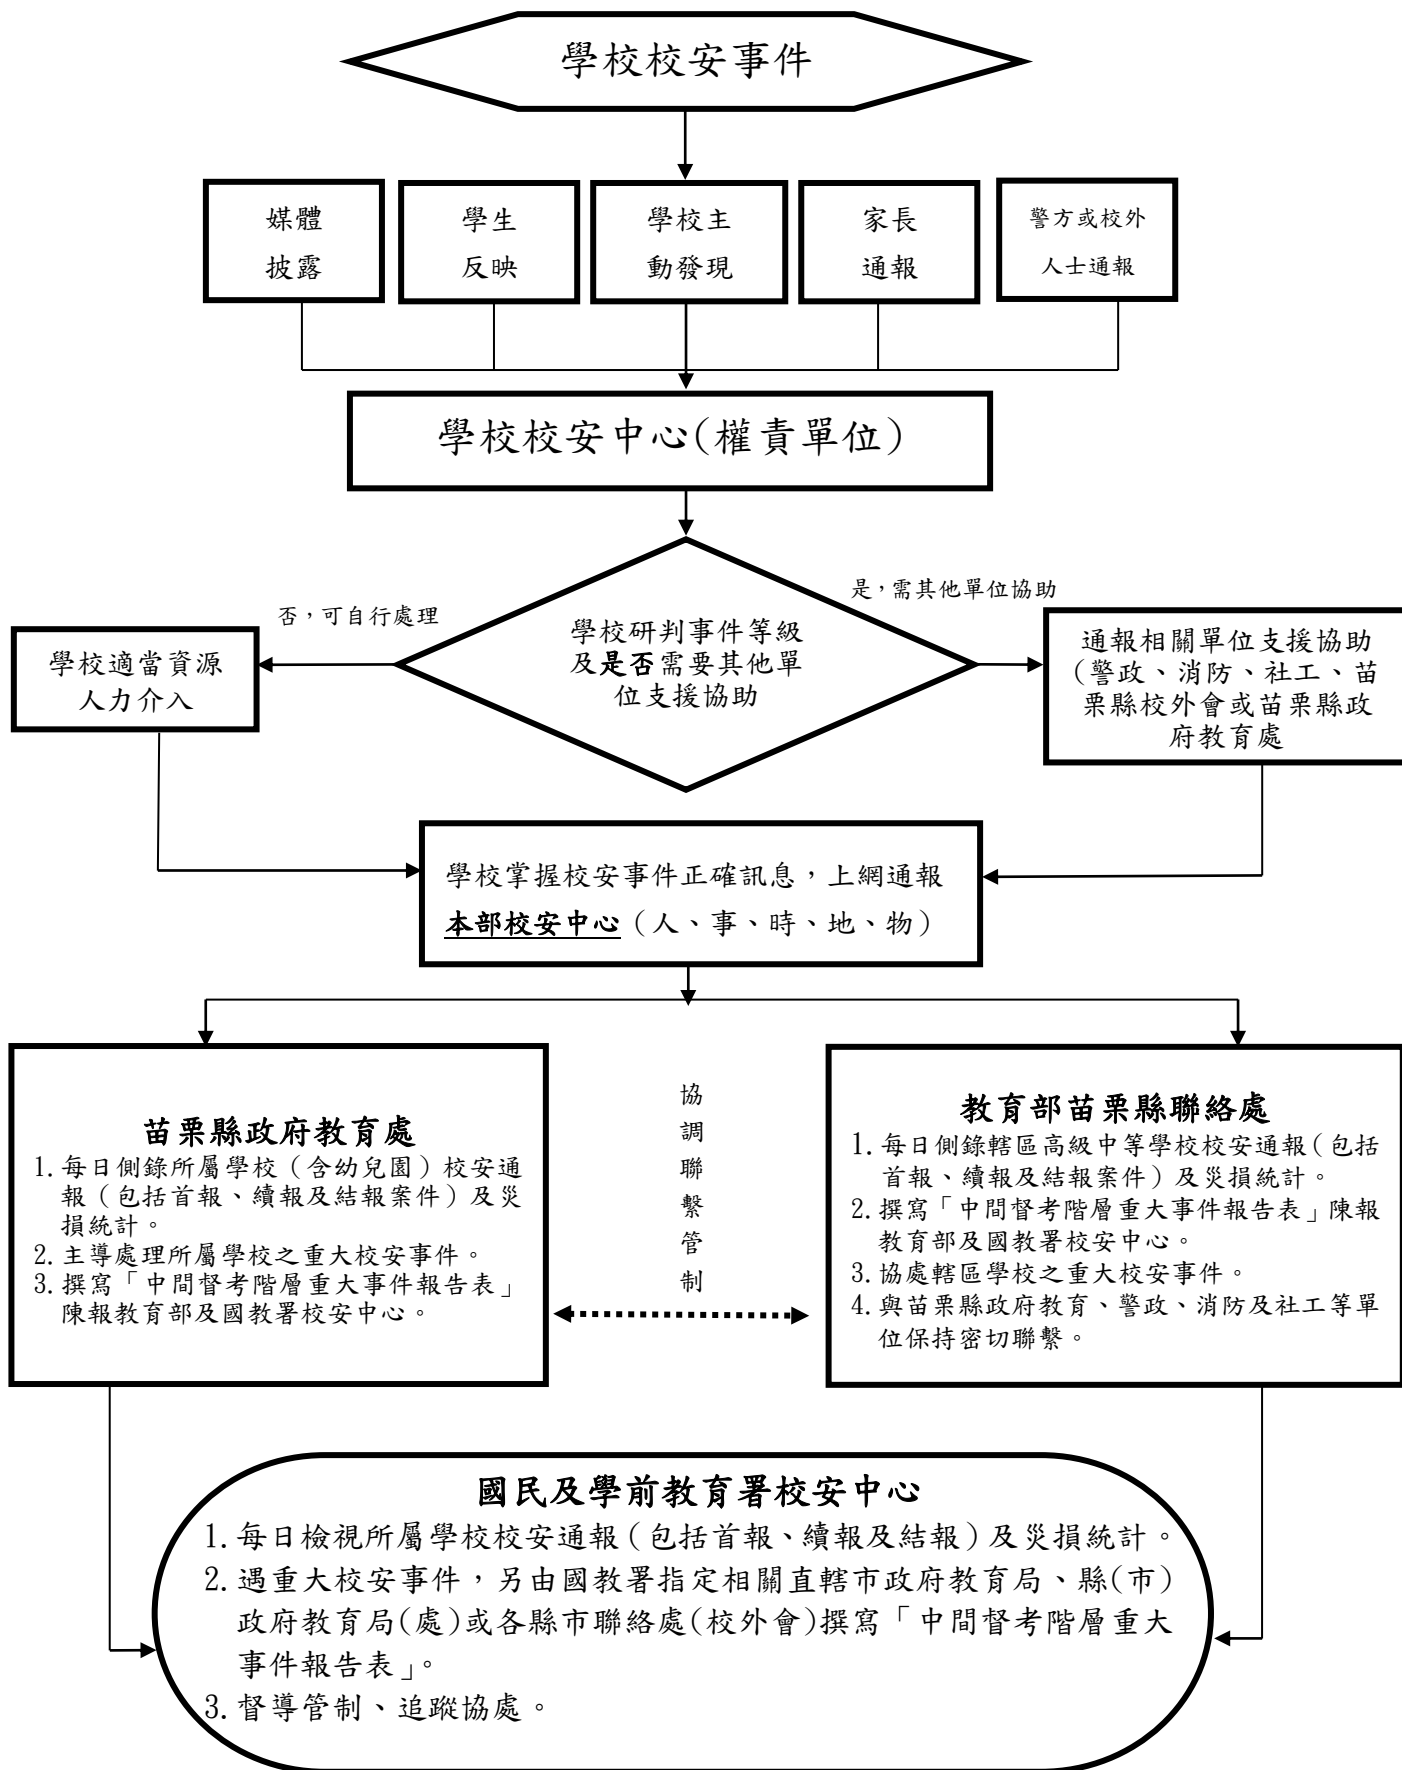 學校校安事件
媒體
披露
學生
反映
學校主
動發現
家長
通報
警方或校外
人士通報
學校校安中心(權責單位)
否，可自行處理
是，需其他單位協助
學校研判事件等級
及是否需要其他單
位支援協助
學校適當資源
人力介入
通報相關單位支援協助
（警政、消防、社工、苗
栗縣校外會或苗栗縣政
府教育處
學校掌握校安事件正確訊息，上網通報
本部校安中心（人、事、時、地、物）
苗栗縣政府教育處
1.每日側錄所屬學校（含幼兒園）校安通
報（包括首報、續報及結報案件）及災
損統計。
2.主導處理所屬學校之重大校安事件。
3.撰寫「中間督考階層重大事件報告表」
陳報教育部及國教署校安中心。
協
調
聯
繫
管
制
教育部苗栗縣聯絡處
1.每日側錄轄區高級中等學校校安通報（包括
首報、續報及結報案件）及災損統計。
2.撰寫「中間督考階層重大事件報告表」陳報
教育部及國教署校安中心。
3.協處轄區學校之重大校安事件。
4.與苗栗縣政府教育、警政、消防及社工等單
位保持密切聯繫。
國民及學前教育署校安中心
1.每日檢視所屬學校校安通報（包括首報、續報及結報）及災損統計。
2.遇重大校安事件，另由國教署指定相關直轄市政府教育局、縣(市)
政府教育局(處)或各縣市聯絡處(校外會)撰寫「中間督考階層重大
事件報告表」。
3.督導管制、追蹤協處。